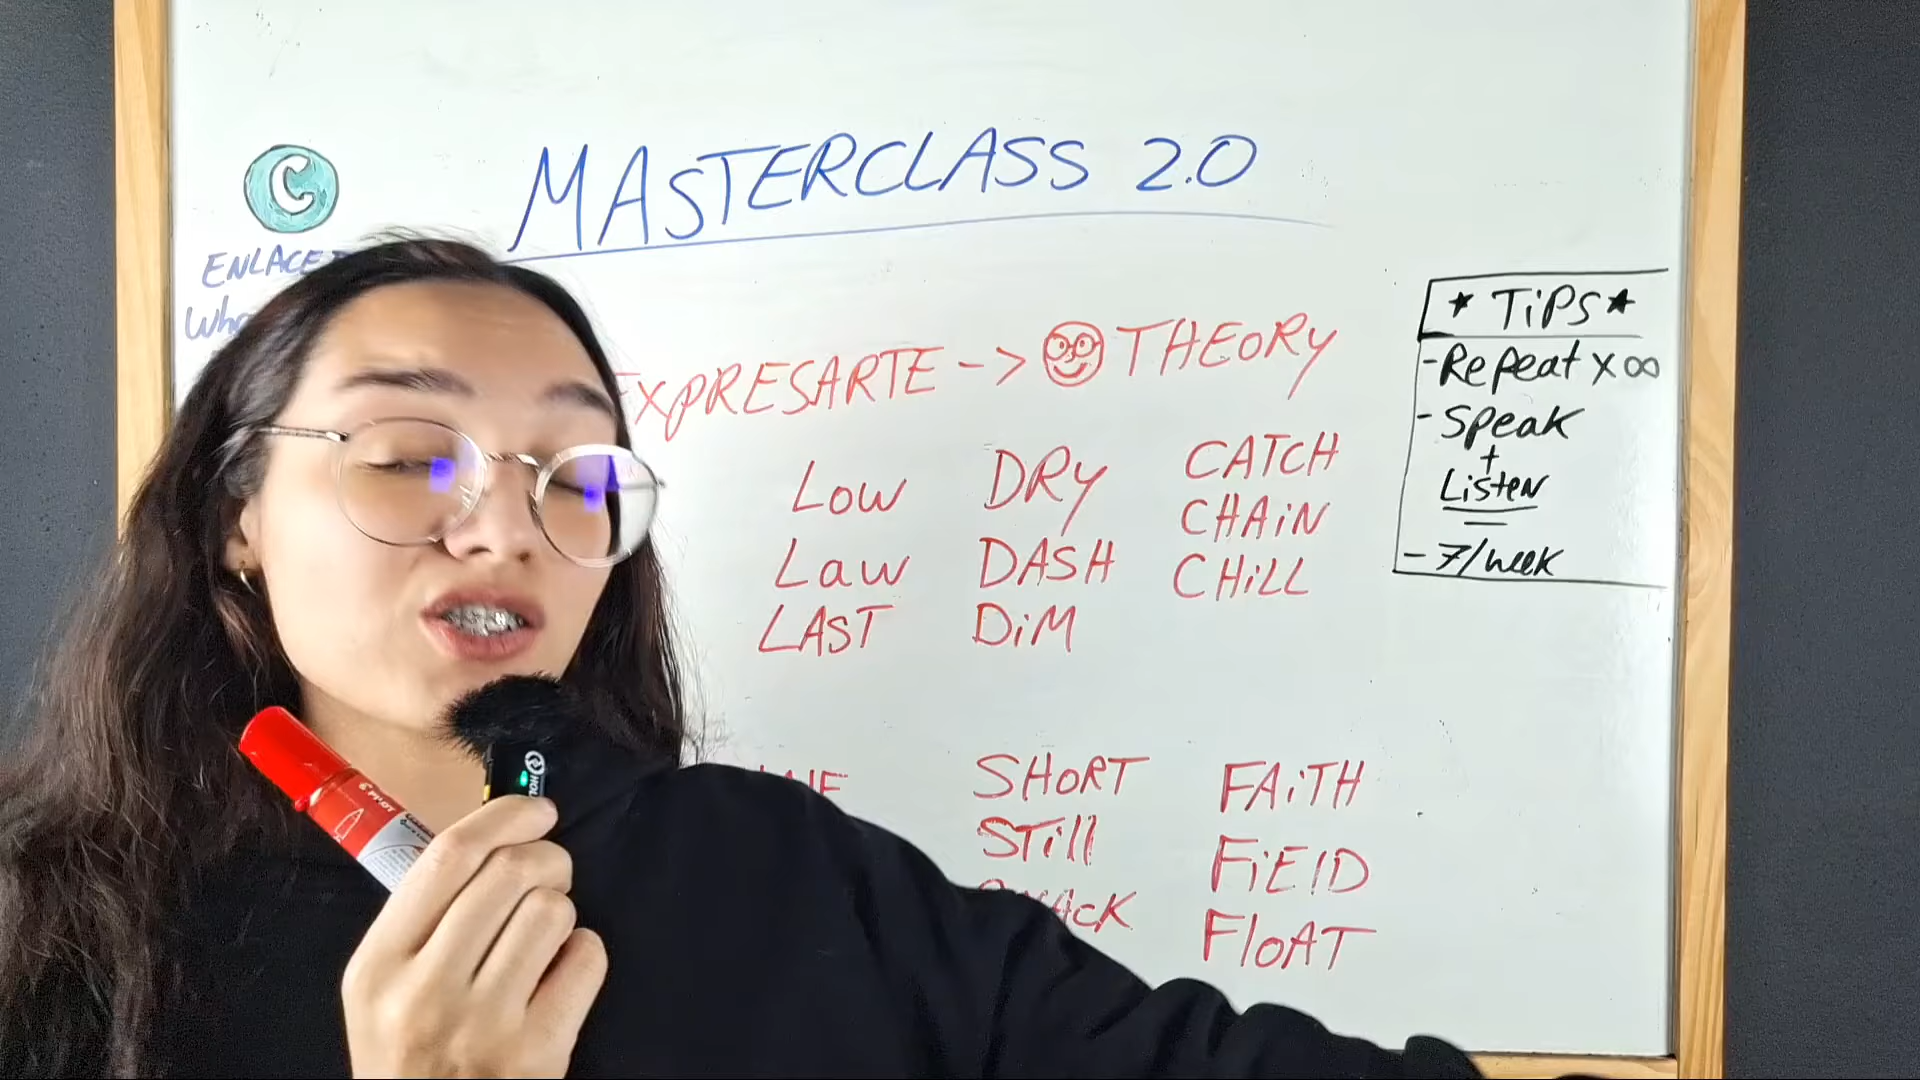 C
MASTERCLASS 2.0
EXPRESARTE -> THEORY
LOW
LAW
LAST
DRY
DASH
DiM
CATCH
CHAiN
CHiLL
SHORT
STill
FAiTH
FiElD
FlOAT
* TiPS *
- Repeat x ∞
- Speak
+
Listen
- 7/week
PILOT